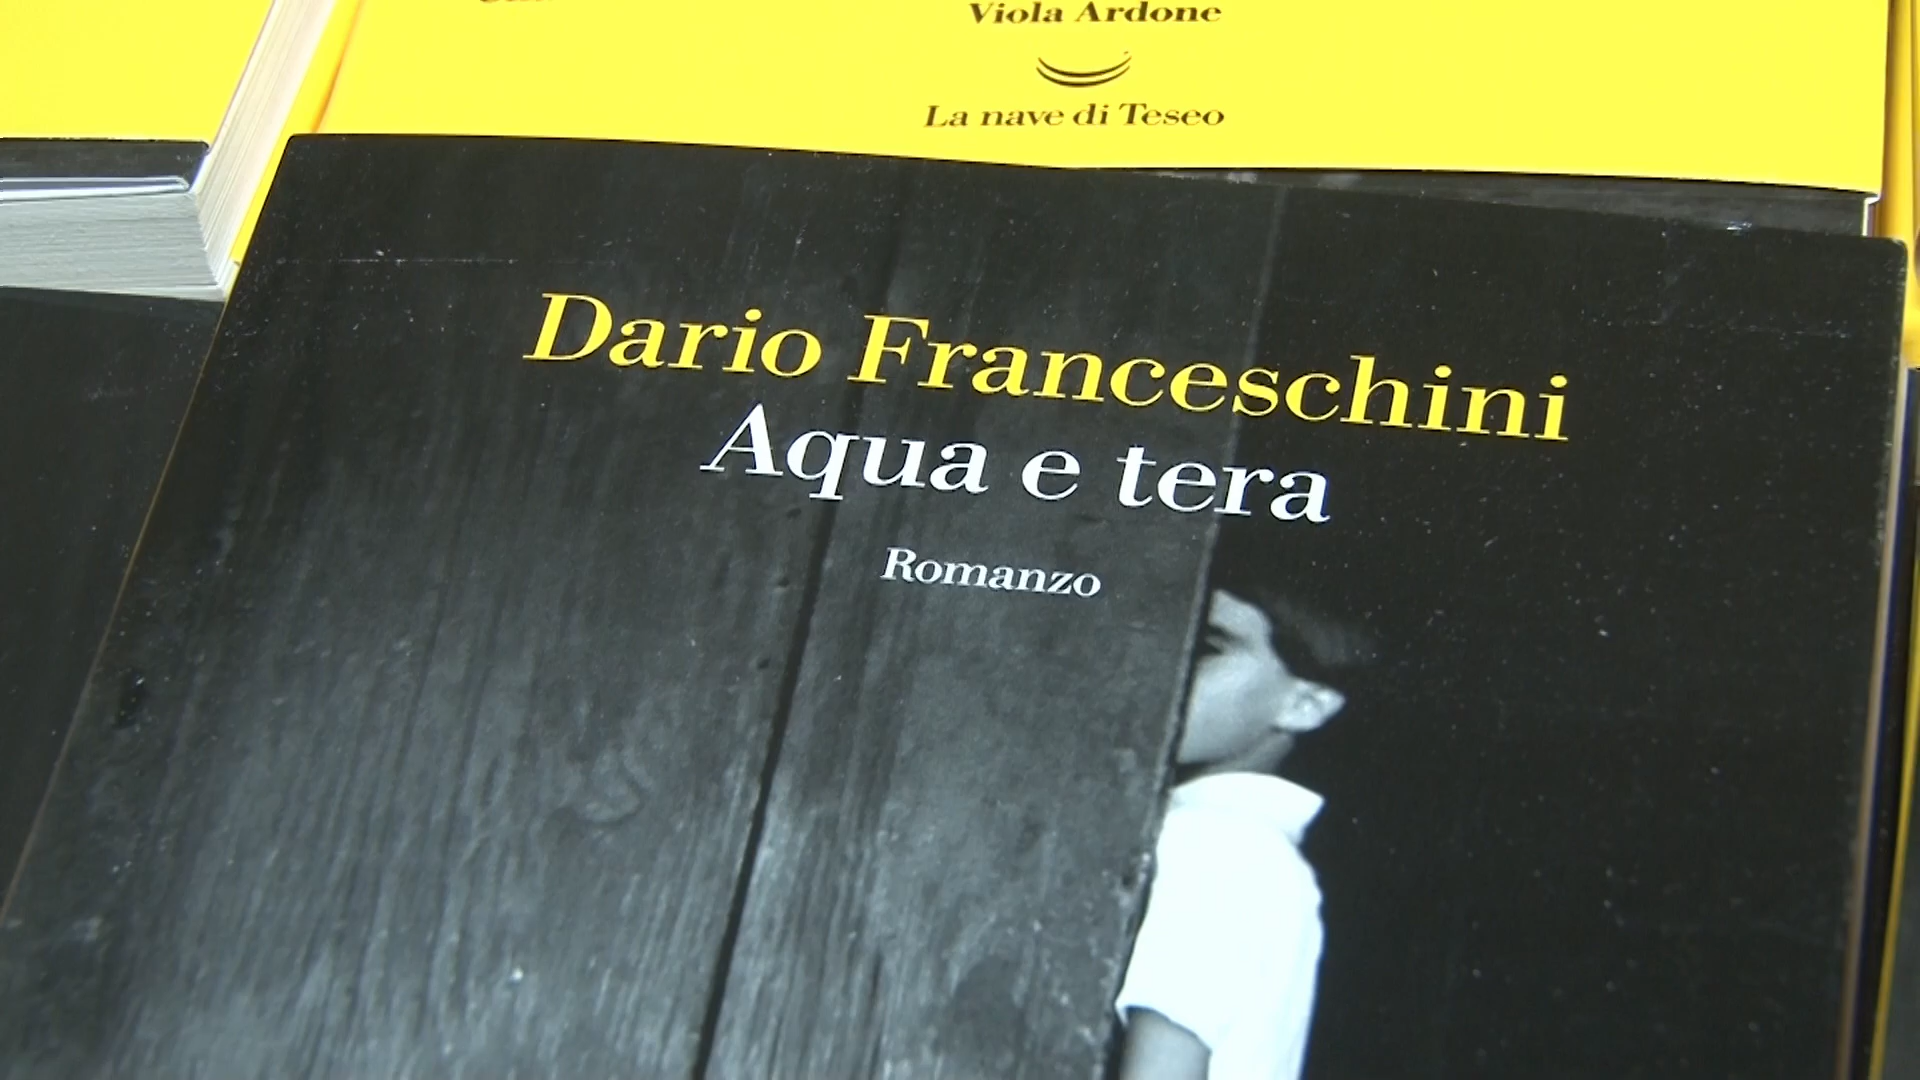 Viola Ardone
La nave di Teseo
Dario Franceschini
Aqua e tera
Romanzo